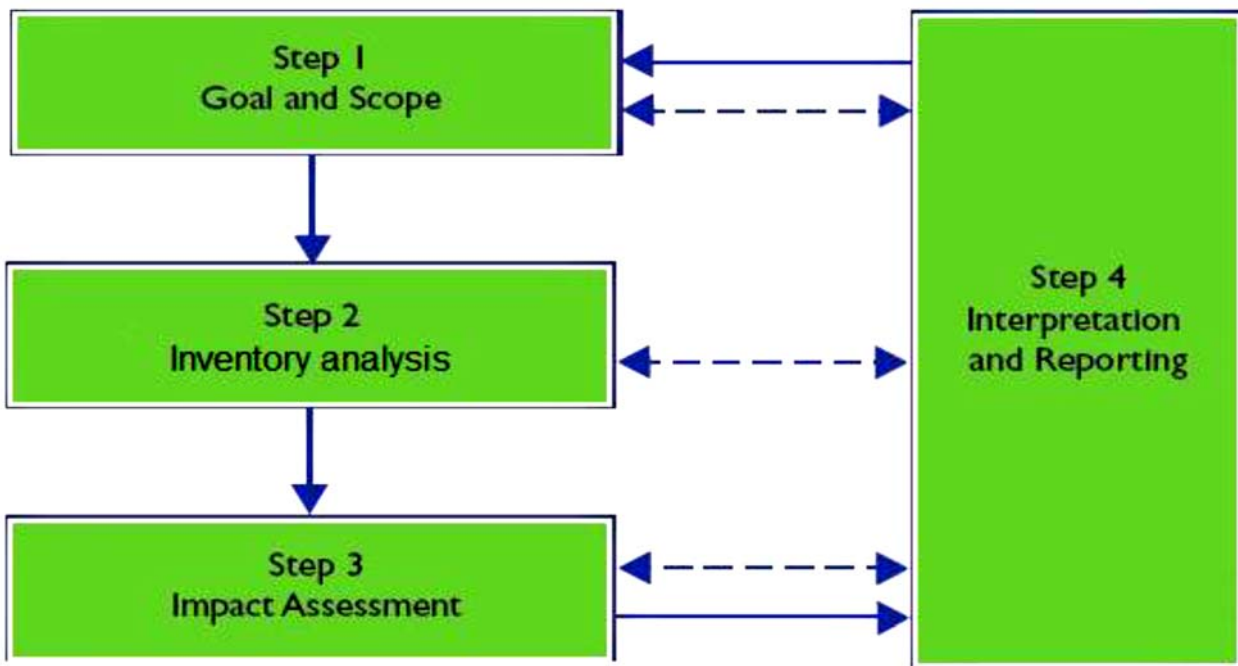 Step 1
Goal and Scope
Step 2
Inventory analysis
Step 3
Impact Assessment
Step 4
Interpretation
and Reporting